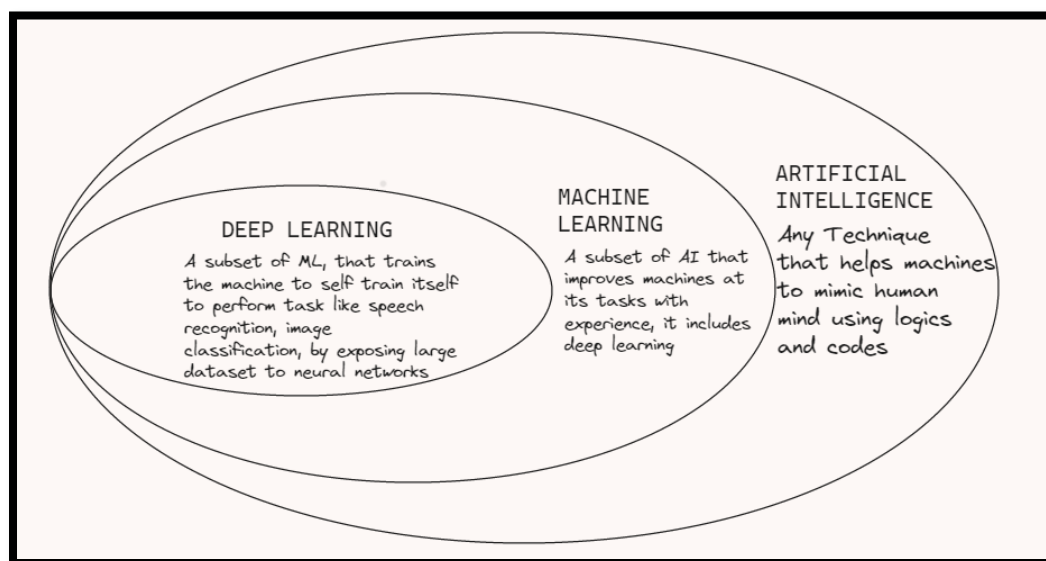 DEEP LEARNING
A subset of ML, that trains
the machine to self train itself
to perform task like speech
recognition, image
classification, by exposing large
dataset to neural networks
MACHINE
LEARNING
A subset of AI that
improves machines at
its tasks with
experience, it includes
deep learning
ARTIFICIAL
INTELLIGENCE
Any Technique
that helps machines
to mimic human
mind using logics
and codes